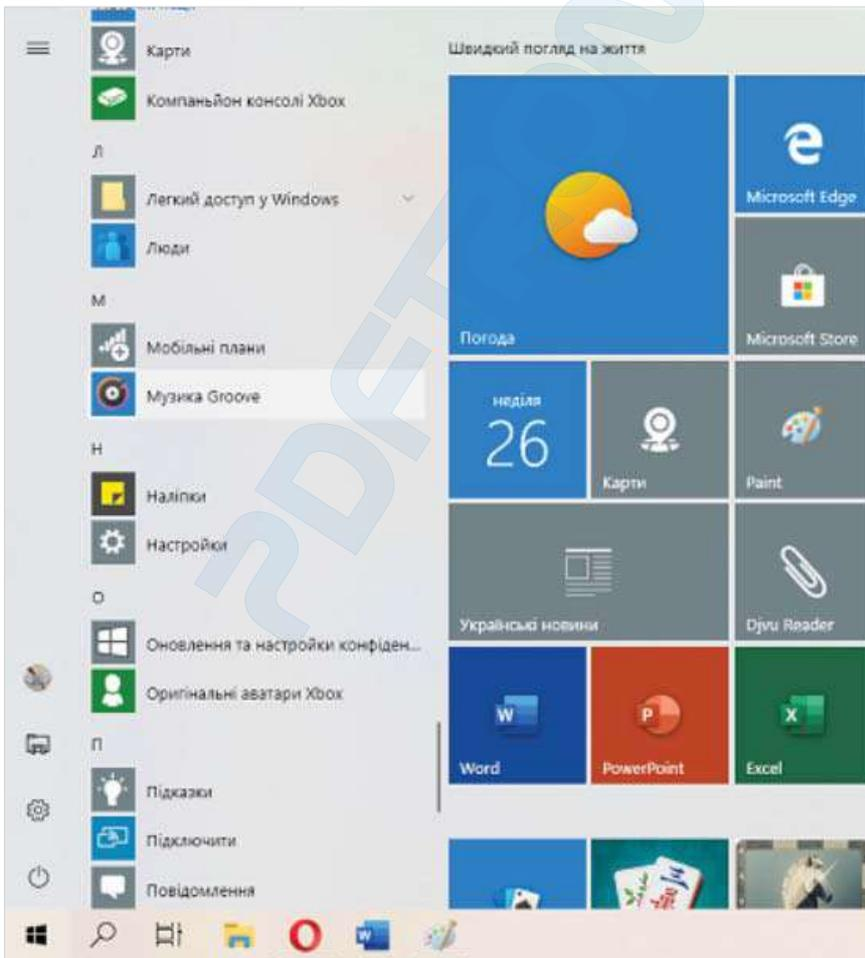 Карти
Компаньйон консолі Xbox
Л
Легкий доступ у Windows
Люди
М
Мобільні плани
Музика Groove
Н
Наліпки
Настройки
О
Оновлення та настройки конфіден...
Оригінальні аватари Xbox
П
Підказки
Підключити
Повідомлення
Швидкий погляд на життя
Погода
Microsoft Edge
Microsoft Store
неділя
26
Карти
Paint
Українські новини
Djvu Reader
Word
PowerPoint
Excel